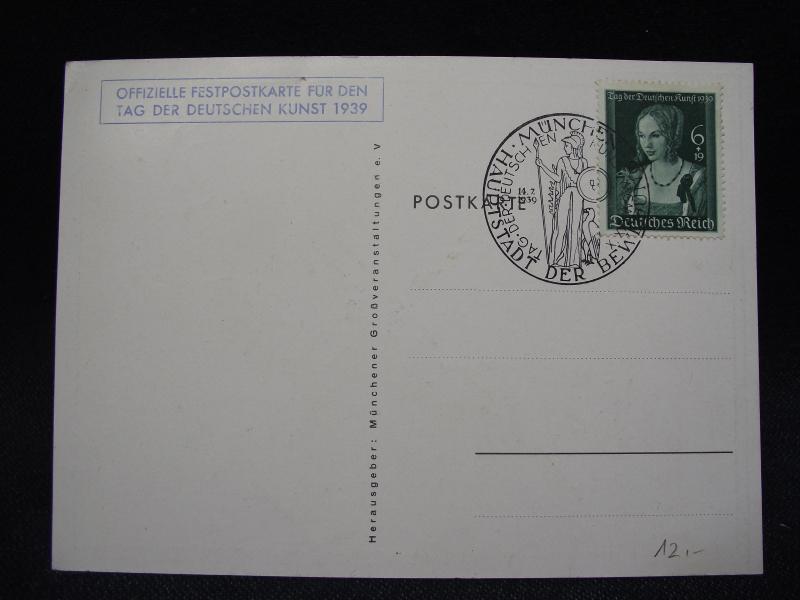 OFFIZIELLE FESTPOSTKARTE FÜR DEN
TAG DER DEUTSCHEN KUNST 1939
Herausgeber: Münchener Großveranstaltungen e. V
POSTKARTE
MÜNCHEN · HAUPTSTADT DER BEWEGUNG
TAG · DER · DEUTSCHEN KUNST
14. 7.
1939
Tag der Deutschen Kunst 1939
6
+ 19
Deutsches Reich
12,-